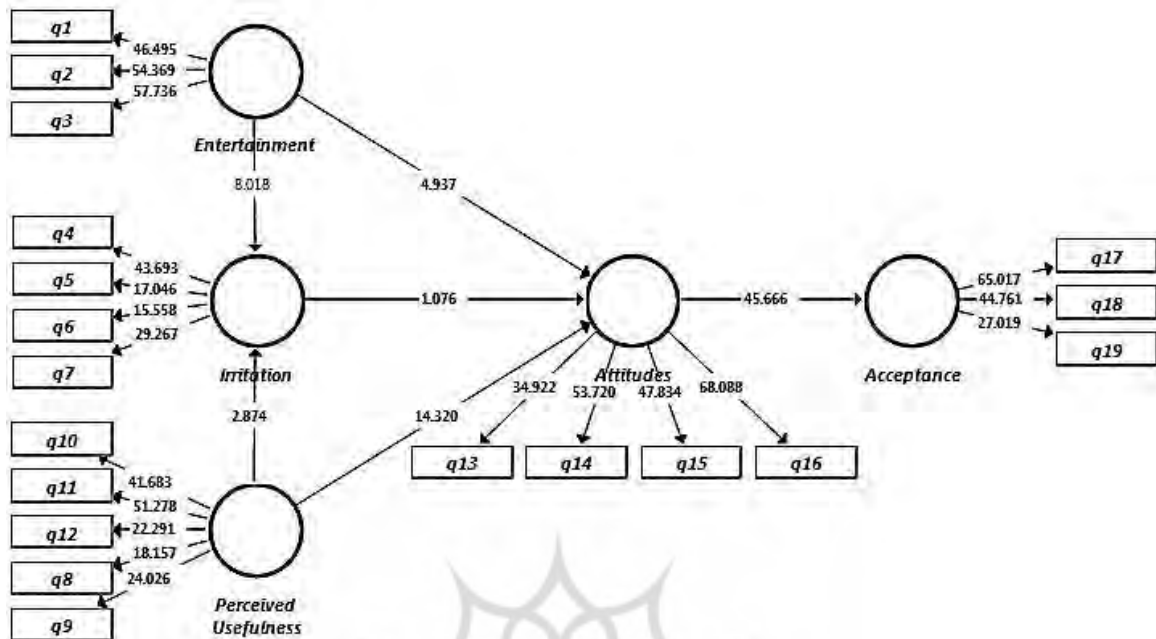 q1
46.495
q2
54.369
57.736
q3
Entertainment
8.018
4.937
q4
43.693
q5
17.046
15.558
q6
29.267
q7
Irritation
1.076
Attitudes
45.666
Acceptance
65.017
q17
44.761
q18
27.019
q19
2.874
14.320
34.922
53.720
47.834
68.088
q13
q14
q15
q16
q10
41.683
q11
51.278
22.291
q12
18.157
q8
24.026
q9
Perceived
Usefulness